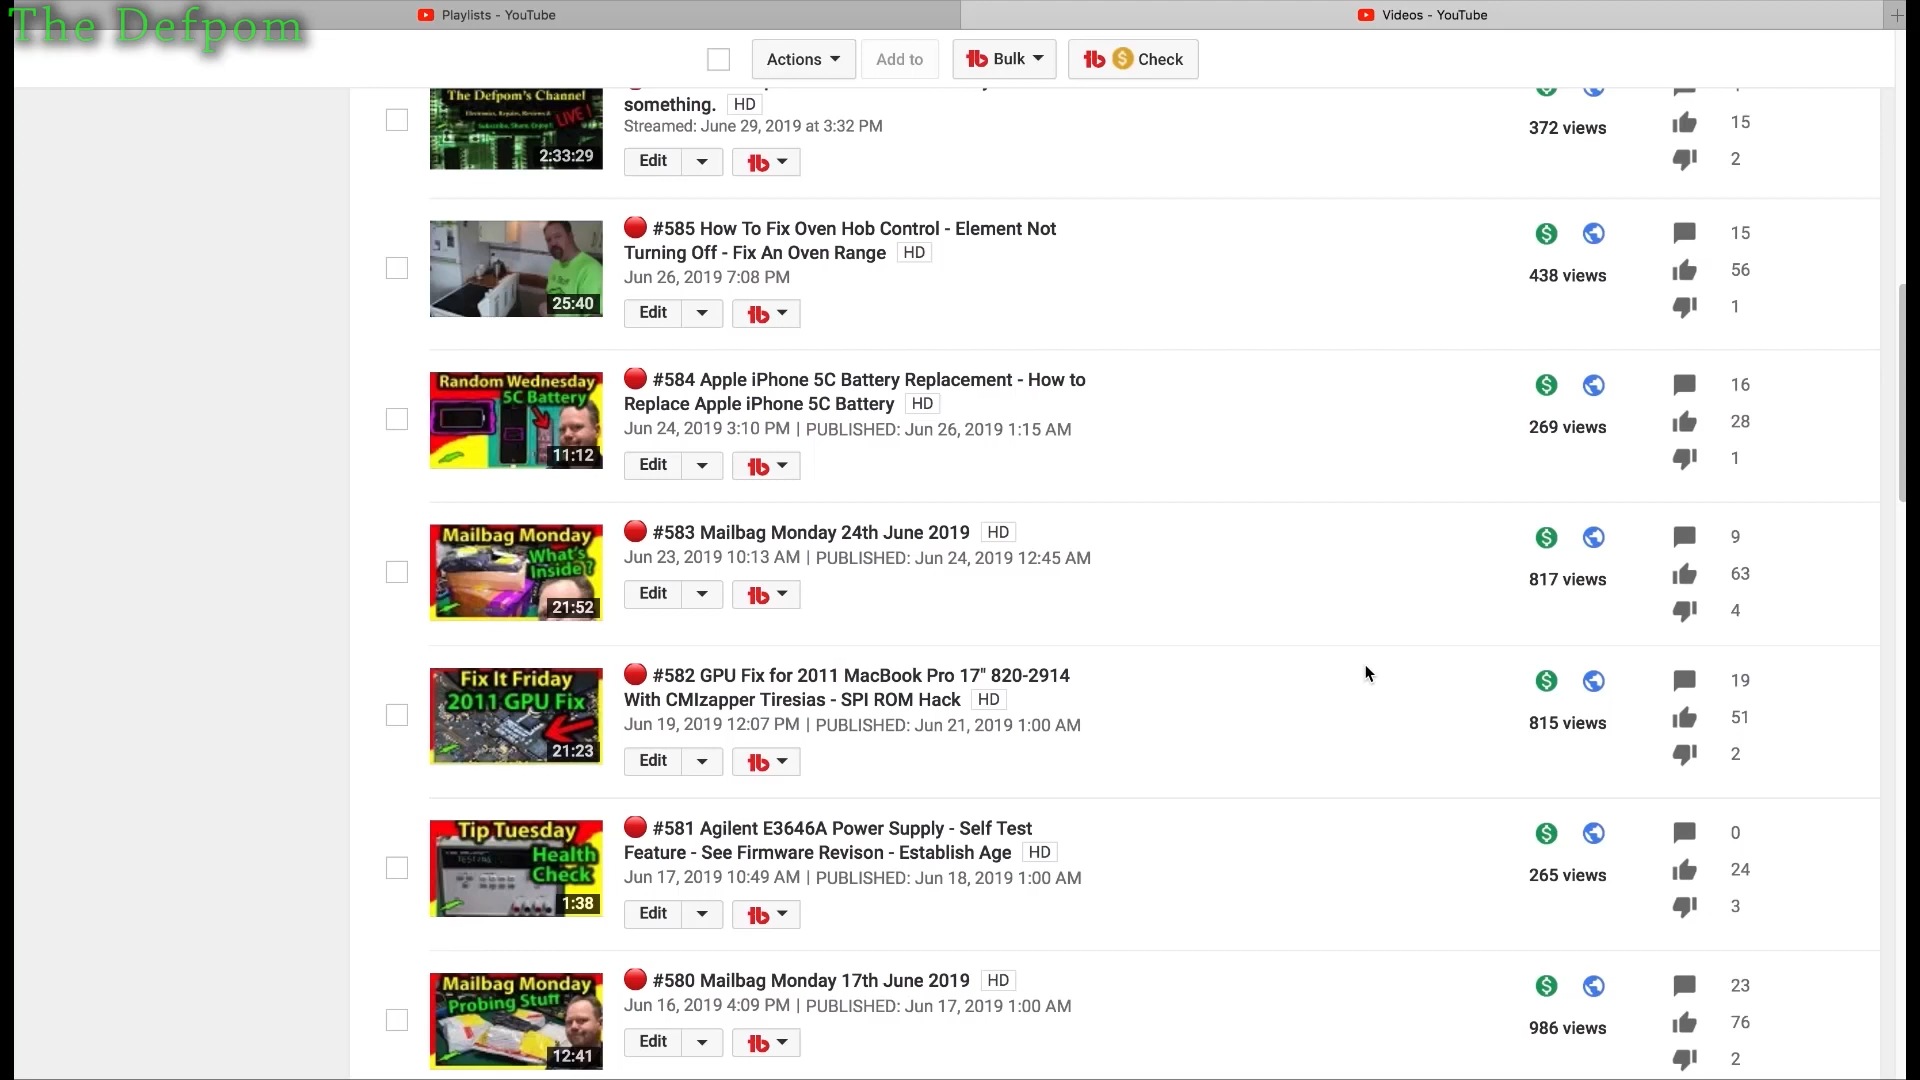 The Defpom
Playlists - YouTube
Videos - YouTube
Actions
Add to
Bulk
Check
The Defpom's Channel
LIVE!
2:33:29
something. HD
Streamed: June 29, 2019 at 3:32 PM
Edit
372 views
15
2
25:40
#585 How To Fix Oven Hob Control - Element Not
Turning Off - Fix An Oven Range HD
Jun 26, 2019 7:08 PM
Edit
438 views
15
56
1
Random Wednesday
5C Battery
11:12
#584 Apple iPhone 5C Battery Replacement - How to
Replace Apple iPhone 5C Battery HD
Jun 24, 2019 3:10 PM | PUBLISHED: Jun 26, 2019 1:15 AM
Edit
269 views
16
28
1
Mailbag Monday
What's
Inside?
21:52
#583 Mailbag Monday 24th June 2019 HD
Jun 23, 2019 10:13 AM | PUBLISHED: Jun 24, 2019 12:45 AM
Edit
817 views
9
63
4
Fix It Friday
2011 GPU Fix
21:23
#582 GPU Fix for 2011 MacBook Pro 17" 820-2914
With CMIzapper Tiresias - SPI ROM Hack HD
Jun 19, 2019 12:07 PM | PUBLISHED: Jun 21, 2019 1:00 AM
Edit
815 views
19
51
2
Tip Tuesday
Health
Check
1:38
#581 Agilent E3646A Power Supply - Self Test
Feature - See Firmware Revison - Establish Age HD
Jun 17, 2019 10:49 AM | PUBLISHED: Jun 18, 2019 1:00 AM
Edit
265 views
0
24
3
Mailbag Monday
Probing Stuff
12:41
#580 Mailbag Monday 17th June 2019 HD
Jun 16, 2019 4:09 PM | PUBLISHED: Jun 17, 2019 1:00 AM
Edit
986 views
23
76
2